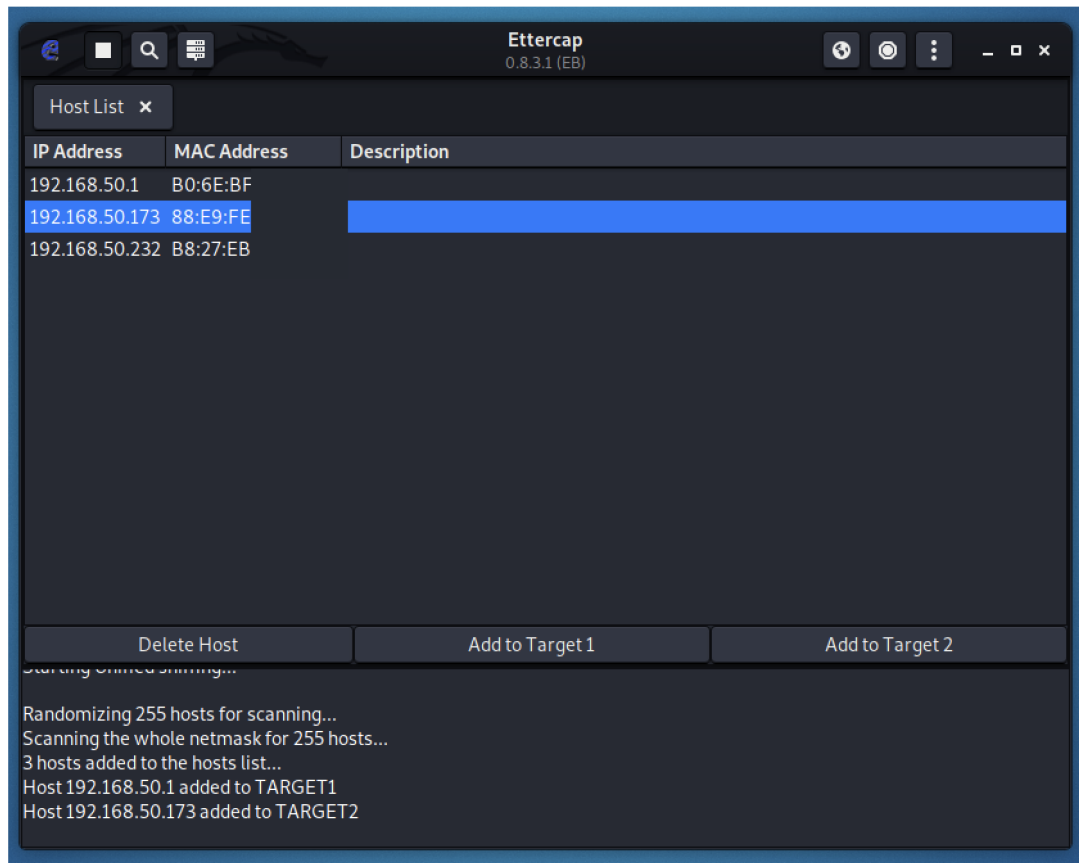 Ettercap
0.8.3.1 (EB)
Host List
IP Address MAC Address Description
192.168.50.1 B0:6E:BF
192.168.50.173 88:E9:FE
192.168.50.232 B8:27:EB
Delete Host Add to Target 1 Add to Target 2
Starting Unified sniffing...
Randomizing 255 hosts for scanning...
Scanning the whole netmask for 255 hosts...
3 hosts added to the hosts list...
Host 192.168.50.1 added to TARGET1
Host 192.168.50.173 added to TARGET2